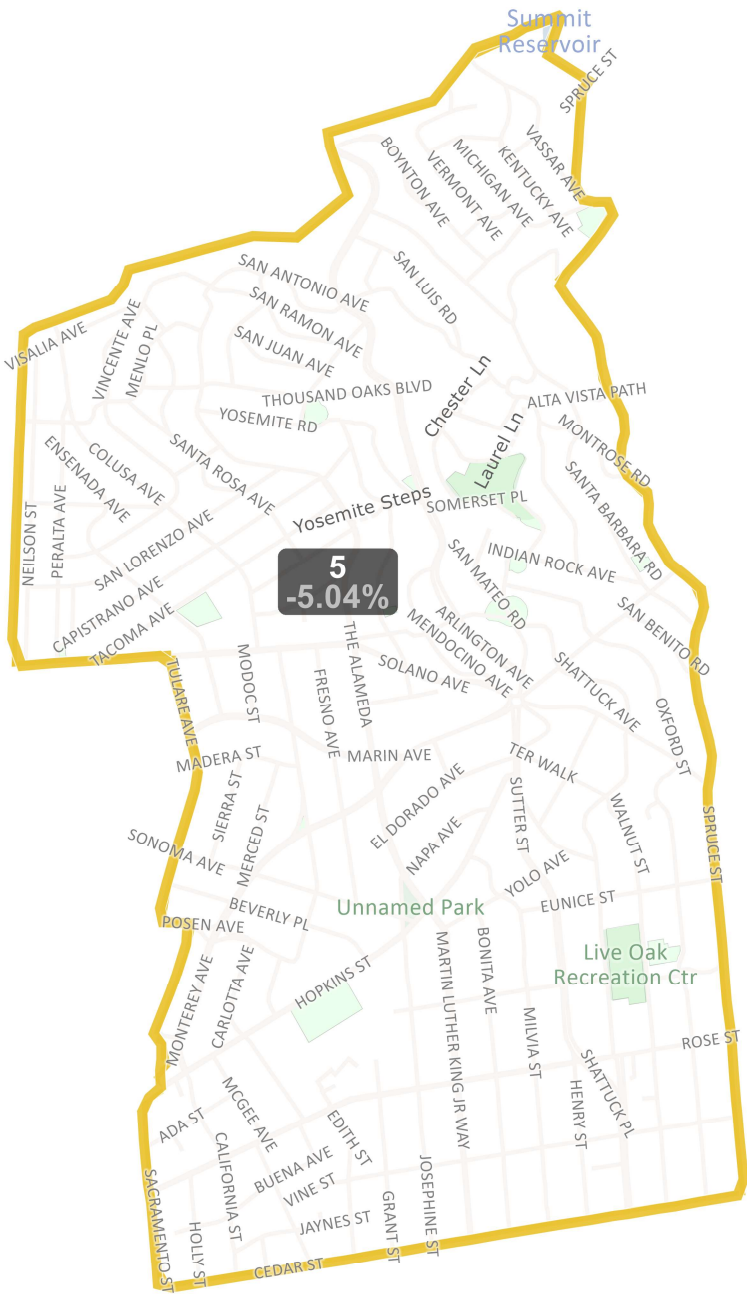 Summit
Reservoir
SPRUCE ST
VASSAR AVE
KENTUCKY AVE
MICHIGAN AVE
VERMONT AVE
BOYNTON AVE
SAN LUIS RD
SAN ANTONIO AVE
SAN RAMON AVE
SAN JUAN AVE
VISALIA AVE
VINCENTE AVE
MENLO PL
THOUSAND OAKS BLVD
YOSEMITE RD
Chester Ln
Laurel Ln
ALTA VISTA PATH
MONTROSE RD
SANTA BARBARA RD
SANTA ROSA AVE
COLUSA AVE
ENSENADA AVE
NEILSON ST
PERALTA AVE
SAN LORENZO AVE
Yosemite Steps
SOMERSET PL
INDIAN ROCK AVE
SAN MATEO RD
5
-5.04%
CAPISTRANO AVE
TACOMA AVE
SAN BENITO RD
ARLINGTON AVE
MENDOCINO AVE
THE ALAMEDA
SOLANO AVE
SHATTUCK AVE
MODOC ST
TULARE AVE
FRESNO AVE
OXFORD ST
MADERA ST
MARIN AVE
TER WALK
SIERRA ST
MERCED ST
EL DORADO AVE
NAPA AVE
SUTTER ST
WALNUT ST
SPRUCE ST
SONOMA AVE
YOLO AVE
EUNICE ST
BEVERLY PL
POSEN AVE
Unnamed Park
Live Oak
Recreation Ctr
MONTEREY AVE
CARLOTTA AVE
HOPKINS ST
MARTIN LUTHER KING JR WAY
BONITA AVE
MILVIA ST
ROSE ST
SHATTUCK PL
HENRY ST
ADA ST
MCGEE AVE
EDITH ST
CALIFORNIA ST
BUENA AVE
VINE ST
JAYNES ST
GRANT ST
JOSEPHINE ST
SACRAMENTO ST
HOLLY ST
CEDAR ST